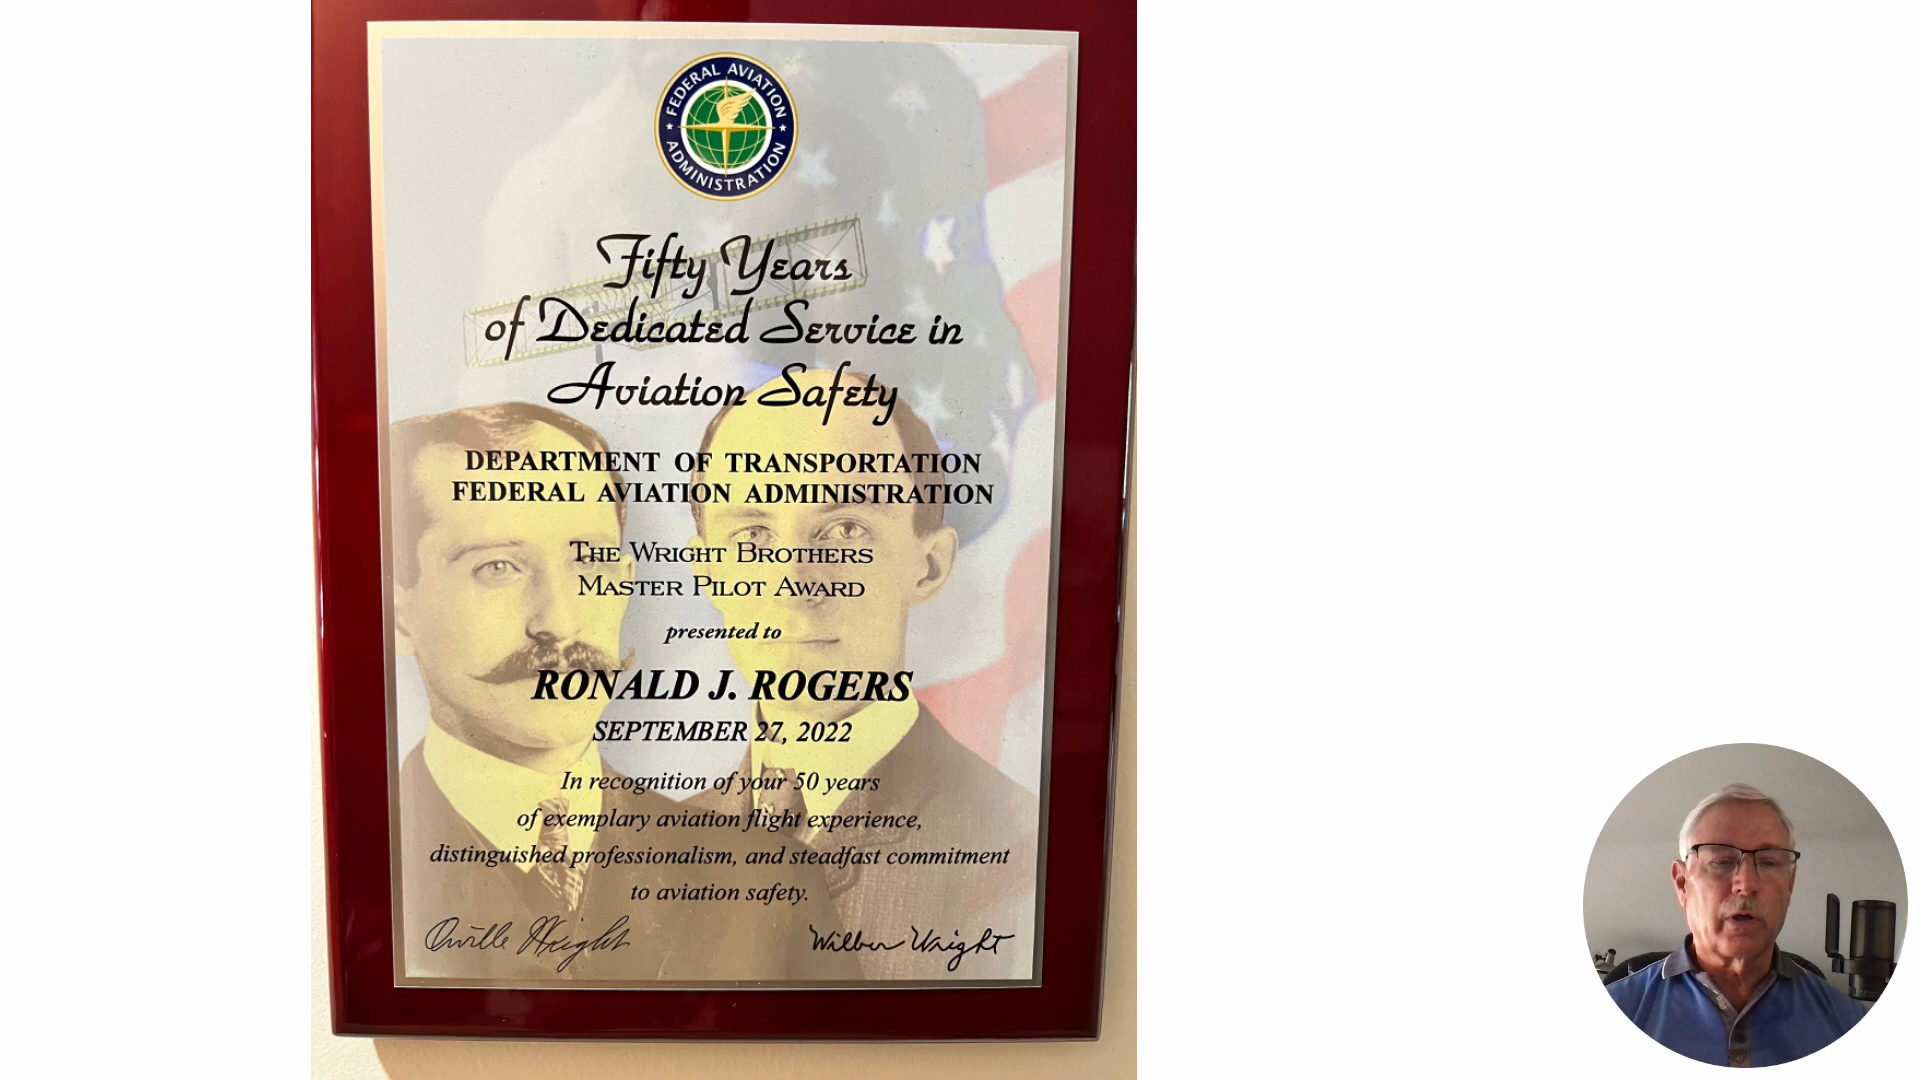 FEDERAL AVIATION
ADMINISTRATION
Fifty Years
of Dedicated Service in
Aviation Safety
DEPARTMENT OF TRANSPORTATION
FEDERAL AVIATION ADMINISTRATION
THE WRIGHT BROTHERS
MASTER PILOT AWARD
presented to
RONALD J. ROGERS
SEPTEMBER 27, 2022
In recognition of your 50 years
of exemplary aviation flight experience,
distinguished professionalism, and steadfast commitment
to aviation safety.
Orville Wright Wilbur Wright